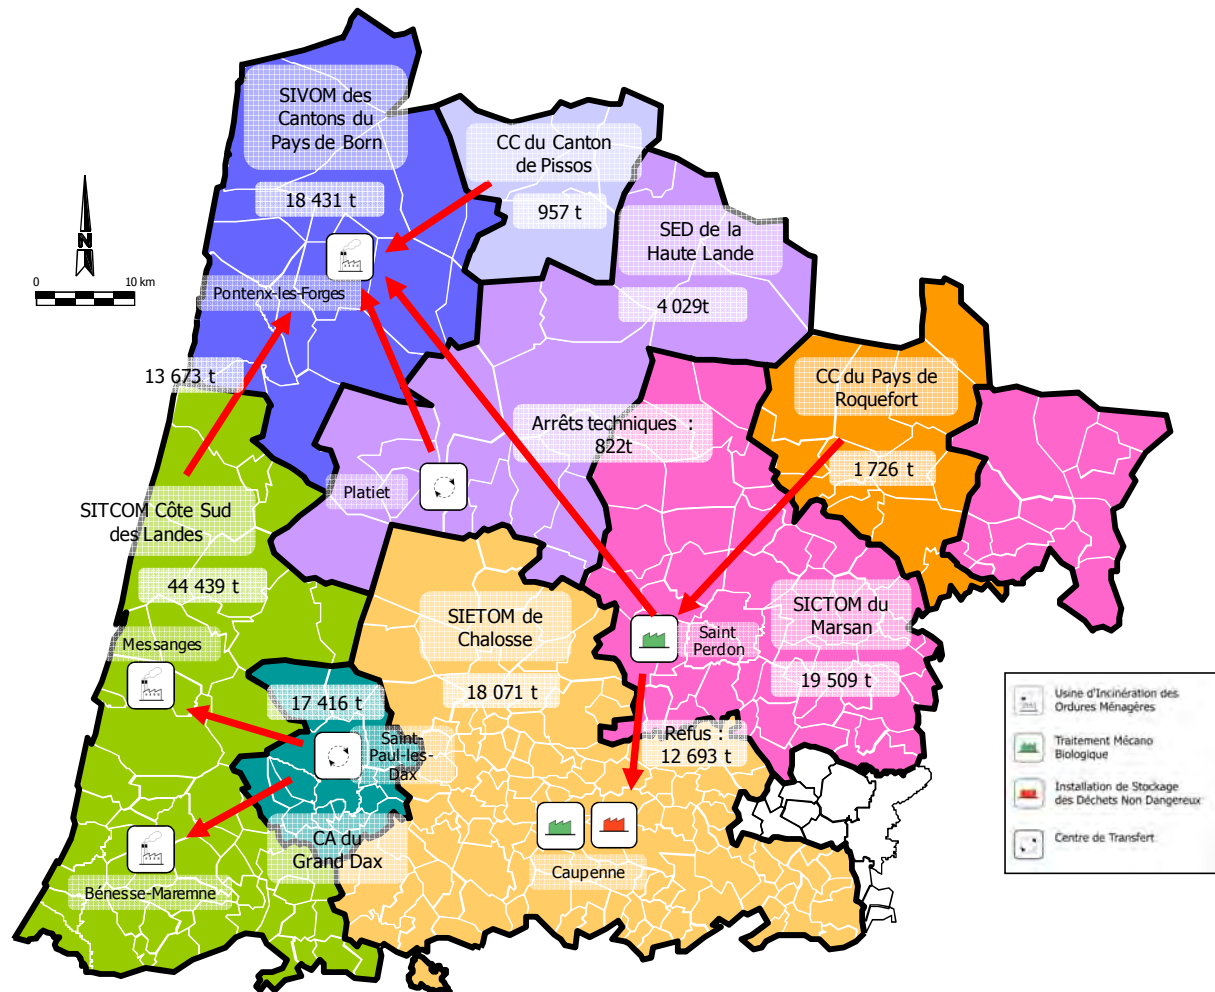 SIVOM des
Cantons du
Pays de Born
18 431 t
CC du Canton
de Pissos
957 t
SED de la
Haute Lande
4 029t
N
0 10 km
Pontenx-les-Forges
13 673 t
CC du Pays de
Roquefort
1 726 t
Arrêts techniques :
822t
Platiet
SITCOM Côte Sud
des Landes
44 439 t
Messanges
SIETOM de
Chalosse
18 071 t
SICTOM du
Marsan
19 509 t
Saint
Perdon
17 416 t
Saint
Paul-les-
Dax
Refus :
12 693 t
CA du
Grand Dax
Bénesse-Maremne
Caupenne
Usine d'Incinération des
Ordures Ménagères
Traitement Mécano
Biologique
Installation de Stockage
des Déchets Non Dangereux
Centre de Transfert